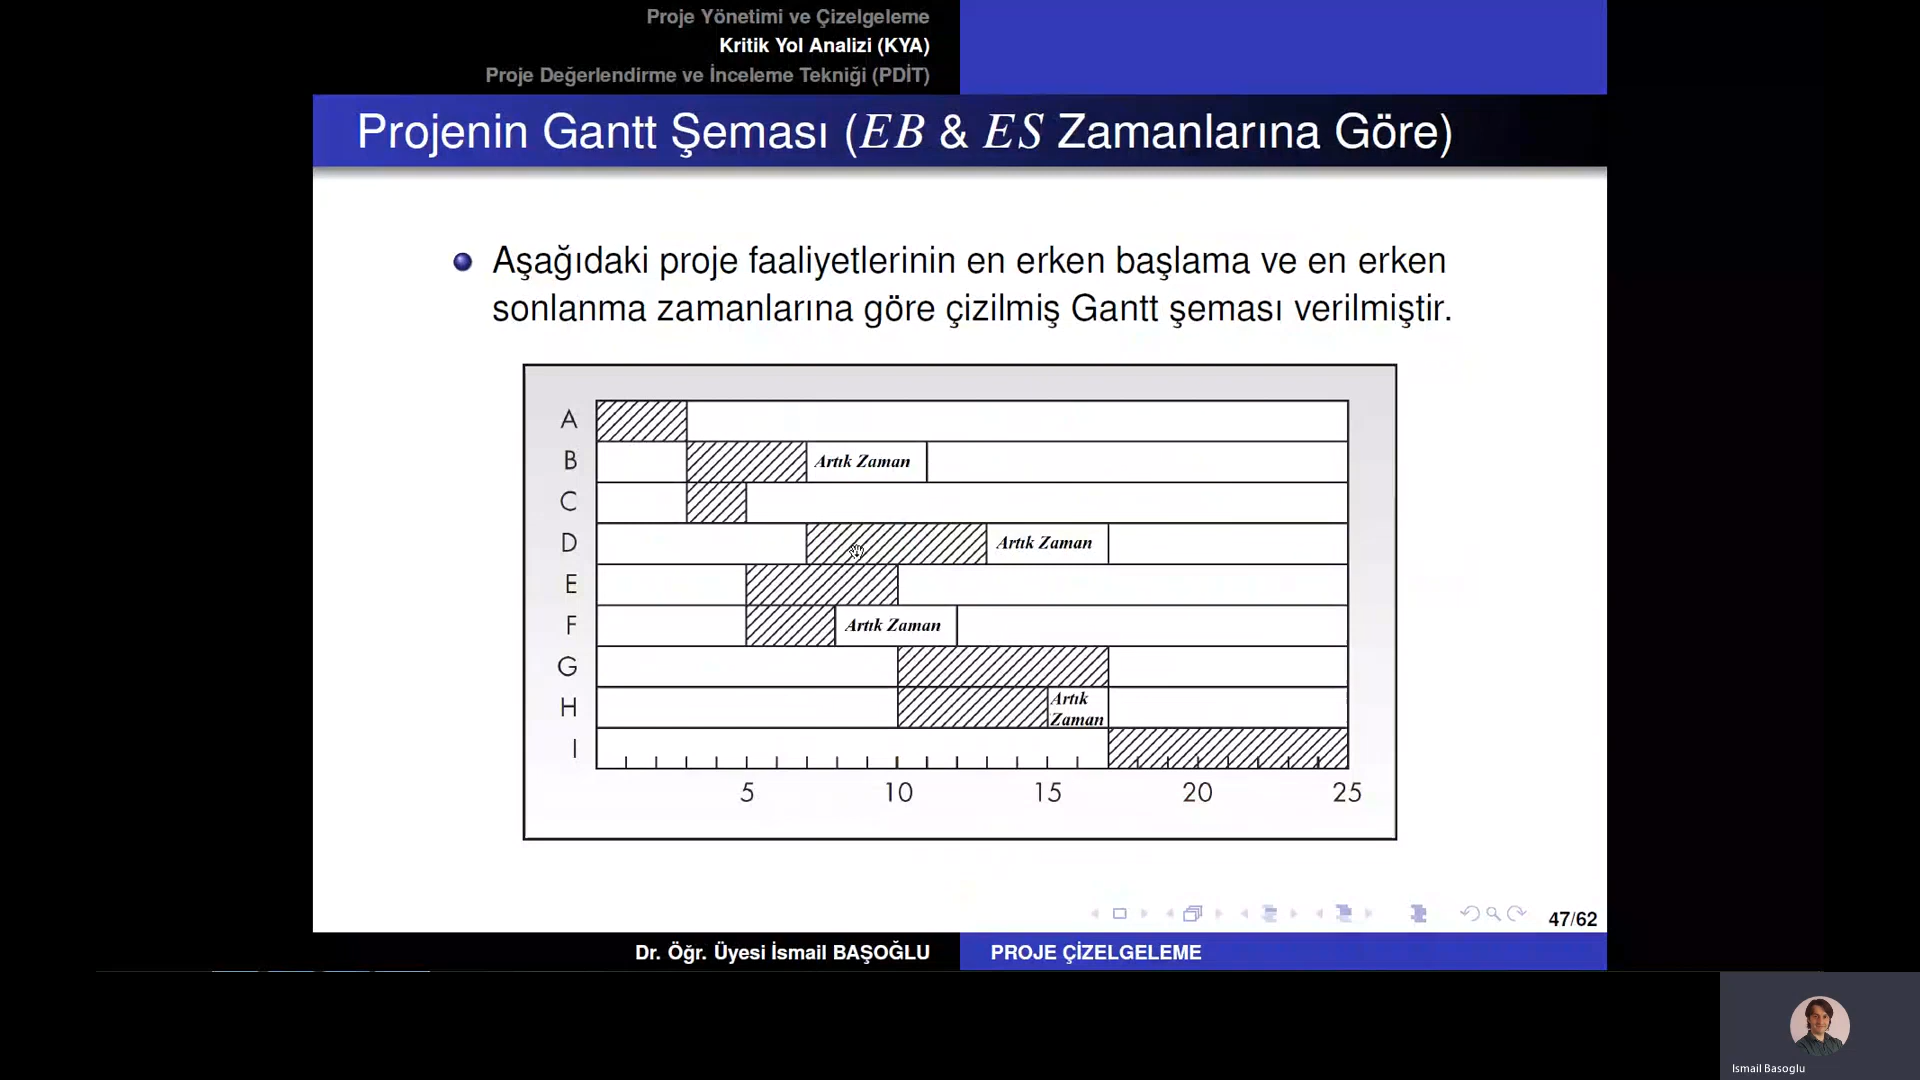 Proje Yönetimi ve Çizelgeleme
Kritik Yol Analizi (KYA)
Proje Değerlendirme ve İnceleme Tekniği (PDİT)
Projenin Gantt Şeması (EB & ES Zamanlarına Göre)
Aşağıdaki proje faaliyetlerinin en erken başlama ve en erken
sonlanma zamanlarına göre çizilmiş Gantt şeması verilmiştir.
A
B Artık Zaman
C
D Artık Zaman
E
F Artık Zaman
G
H Artık
Zaman
I
5 10 15 20 25
47/62
Dr. Öğr. Üyesi İsmail BAŞOĞLU PROJE ÇİZELGELEME
Ismail Basoglu